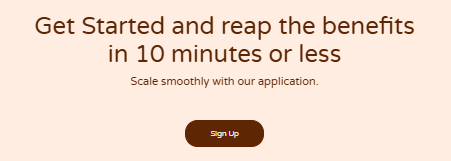 Get Started and reap the benefits
in 10 minutes or less
Scale smoothly with our application.
Sign Up